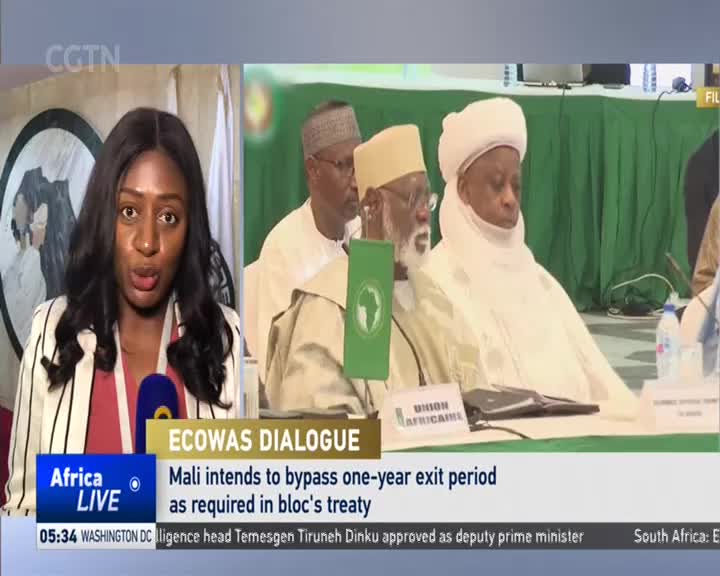 CGTN
FIL
UNION
AFRICAINE
ECOWAS DIALOGUE
Mali intends to bypass one-year exit period
as required in bloc's treaty
Africa
LIVE
05:34 WASHINGTON DC lligence head Temesgen Tiruneh Dinku approved as deputy prime minister South Africa: E